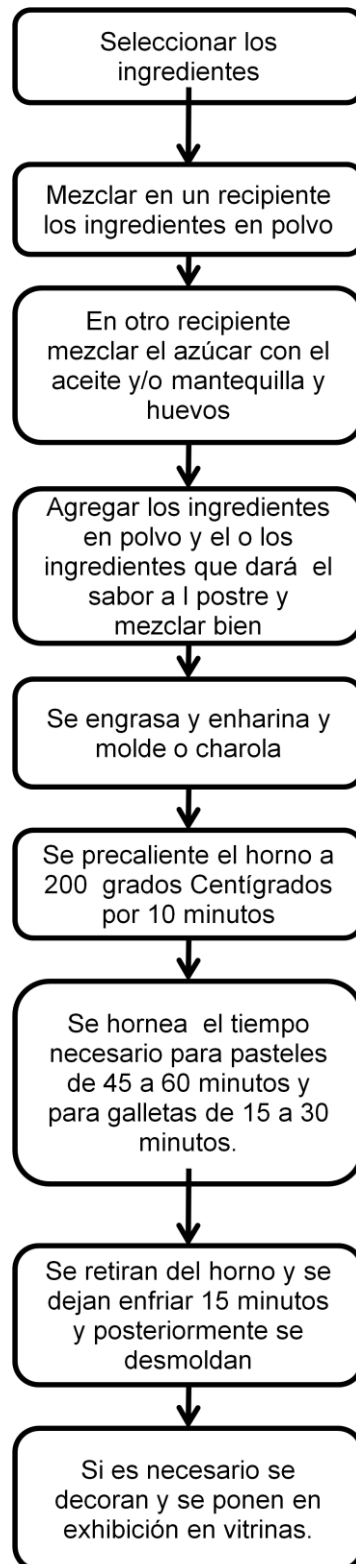 Seleccionar los
ingredientes
Mezclar en un recipiente
los ingredientes en polvo
En otro recipiente
mezclar el azúcar con el
aceite y/o mantequilla y
huevos
Agregar los ingredientes
en polvo y el o los
ingredientes que dará el
sabor a l postre y
mezclar bien
Se engrasa y enharina y
molde o charola
Se precaliente el horno a
200 grados Centígrados
por 10 minutos
Se hornea el tiempo
necesario para pasteles
de 45 a 60 minutos y
para galletas de 15 a 30
minutos.
Se retiran del horno y se
dejan enfriar 15 minutos
y posteriormente se
desmoldan
Si es necesario se
decoran y se ponen en
exhibición en vitrinas.